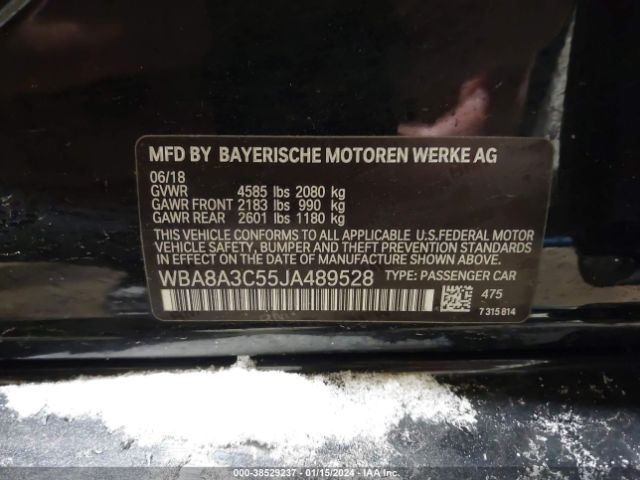 MFD BY BAYERISCHE MOTOREN WERKE AG
06/18
GVWR 4585 lbs 2080 kg
GAWR FRONT 2183 lbs 990 kg
GAWR REAR 2601 lbs 1180 kg
THIS VEHICLE CONFORMS TO ALL APPLICABLE U.S.FEDERAL MOTOR
VEHICLE SAFETY, BUMPER AND THEFT PREVENTION STANDARDS
IN EFFECT ON THE DATE OF MANUFACTURE SHOWN ABOVE.
WBA8A3C55JA489528 TYPE: PASSENGER CAR
475
7 315 814
000-38529237 - 01/15/2024 - IAA Holdings, LLC.